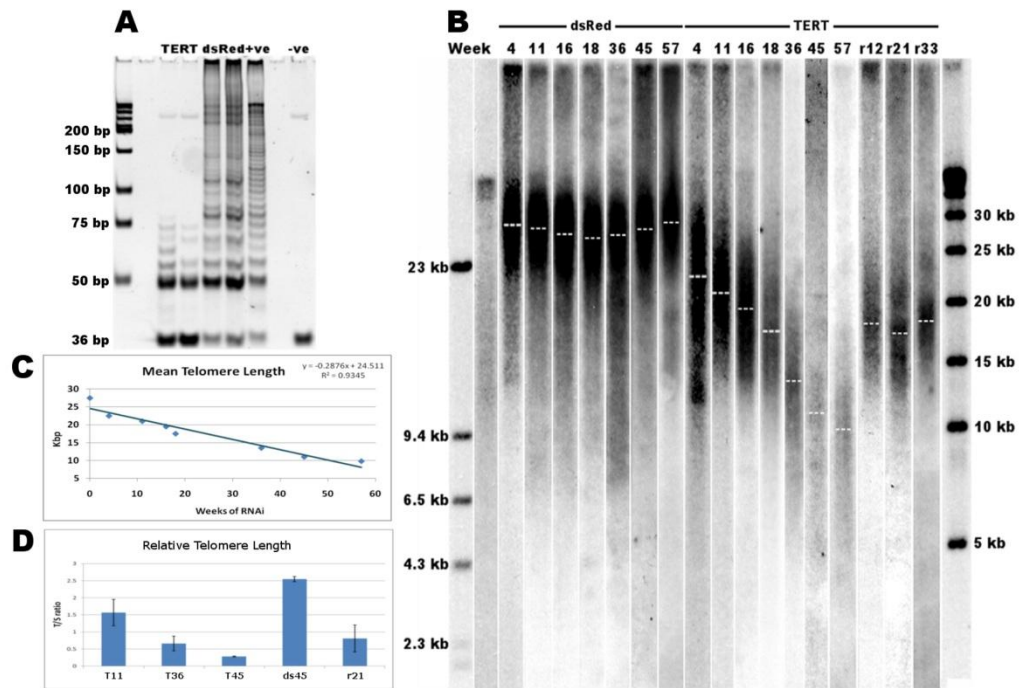 A
TERT dsRed +ve -ve
200 bp
150 bp
100 bp
75 bp
50 bp
36 bp
B
dsRed TERT
Week 4 11 16 18 36 45 57 4 11 16 18 36 45 57 r12 r21 r33
23 kb
9.4 kb
6.5 kb
4.3 kb
2.3 kb
30 kb
25 kb
20 kb
15 kb
10 kb
5 kb
C
Mean Telomere Length
y = -0.2876x + 24.511
R² = 0.9345
Kbp
30
25
20
15
10
5
0 10 20 30 40 50 60
Weeks of RNAi
D
Relative Telomere Length
T/S ratio
3
2.5
2
1.5
1
0.5
0
T11 T36 T45 ds45 r21